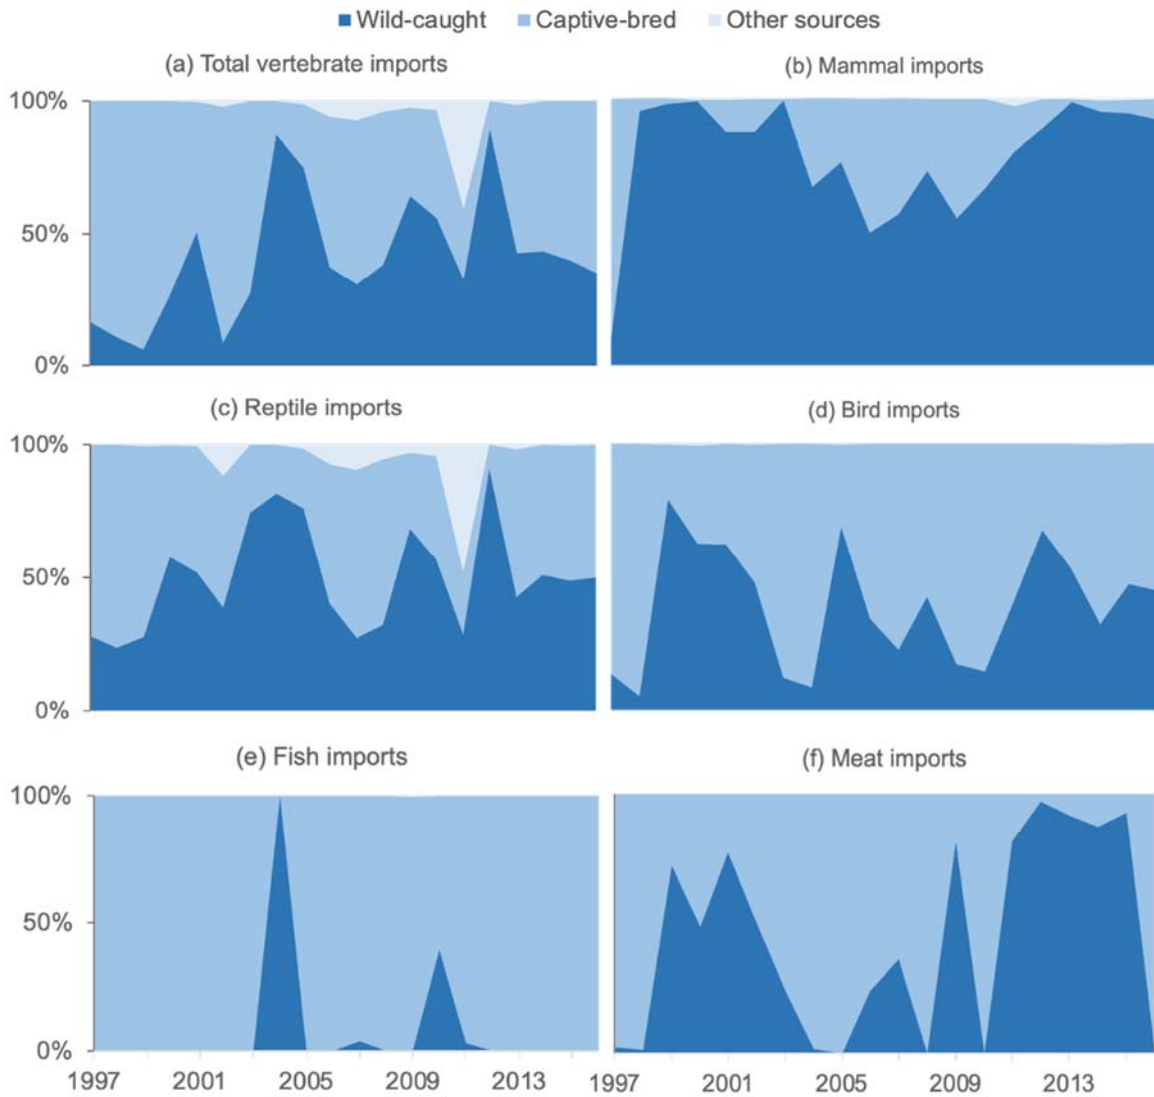 Wild-caught Captive-bred Other sources
(a) Total vertebrate imports
(b) Mammal imports
100%
50%
0%
(c) Reptile imports
(d) Bird imports
100%
50%
0%
(e) Fish imports
(f) Meat imports
100%
50%
0%
1997 2001 2005 2009 2013
1997 2001 2005 2009 2013